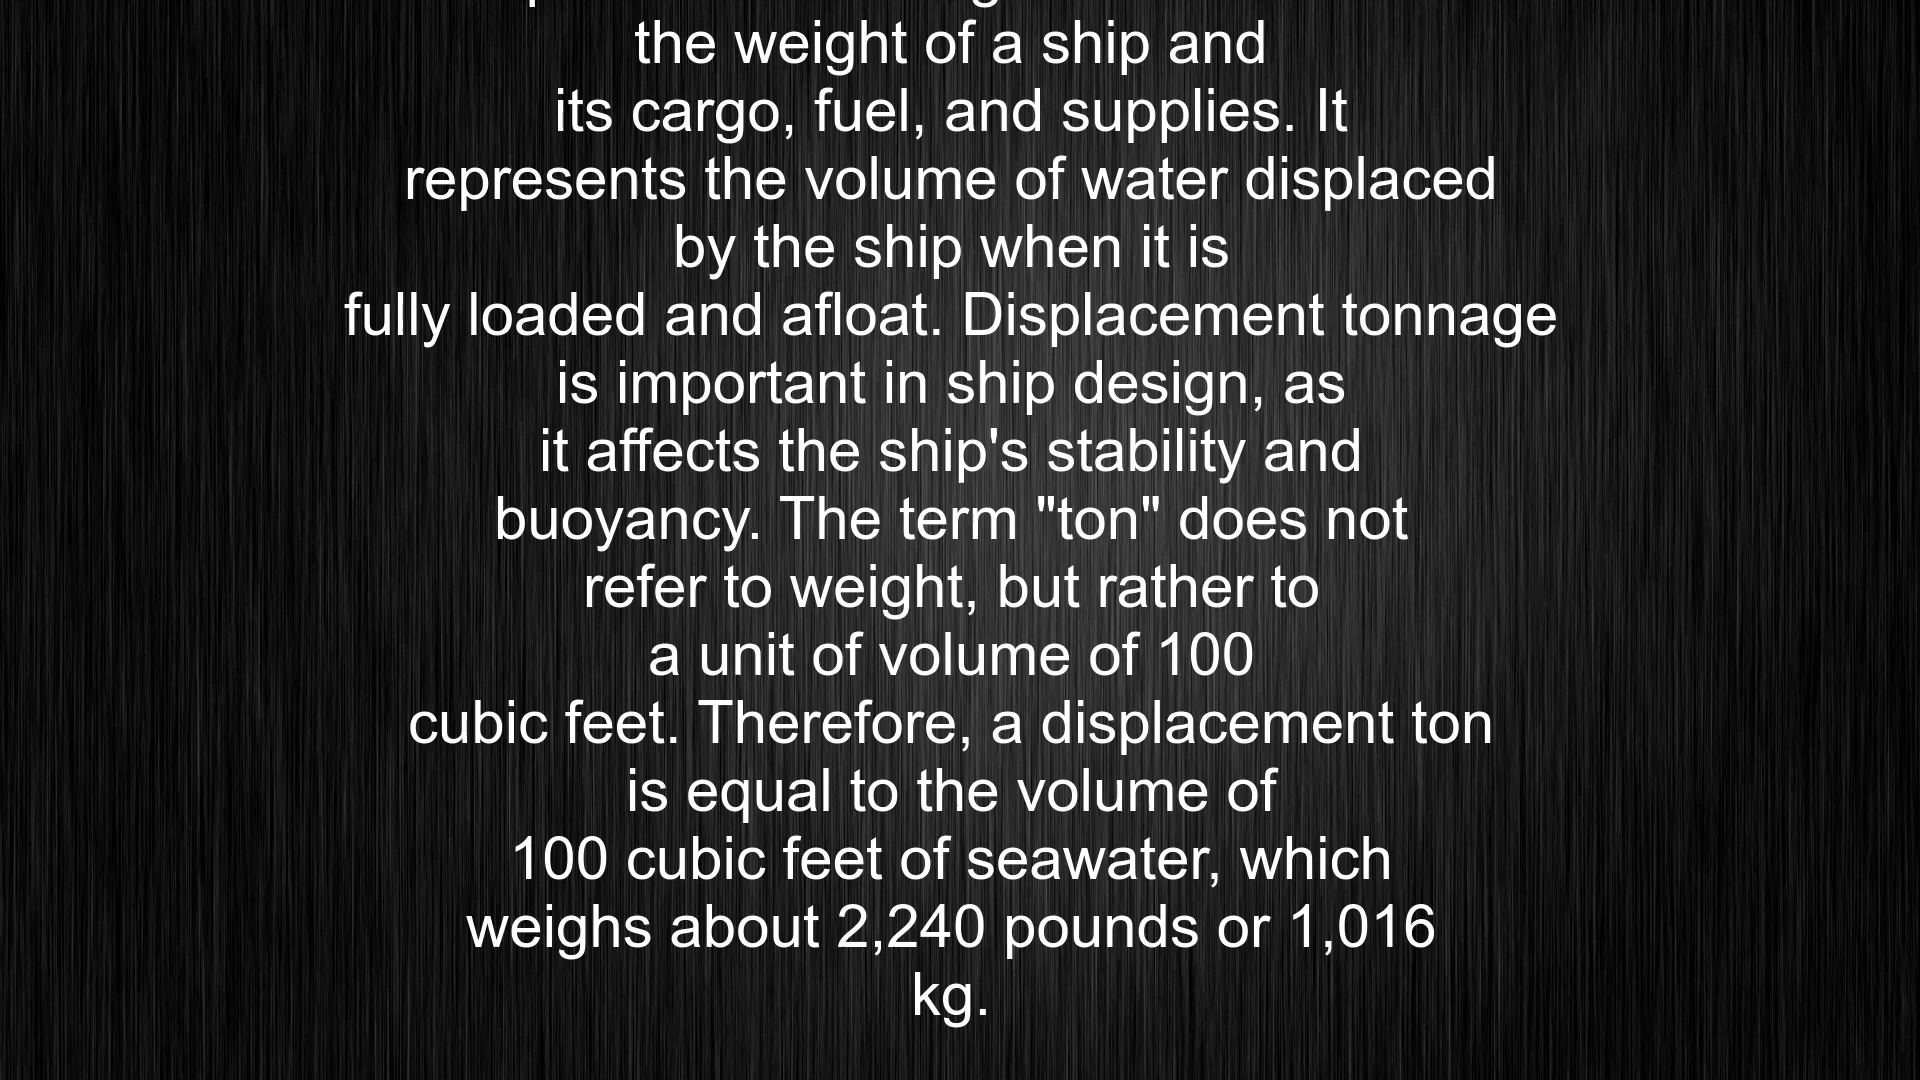 the weight of a ship and
its cargo, fuel, and supplies. It
represents the volume of water displaced
by the ship when it is
fully loaded and afloat. Displacement tonnage
is important in ship design, as
it affects the ship's stability and
buoyancy. The term "ton" does not
refer to weight, but rather to
a unit of volume of 100
cubic feet. Therefore, a displacement ton
is equal to the volume of
100 cubic feet of seawater, which
weighs about 2,240 pounds or 1,016
kg.